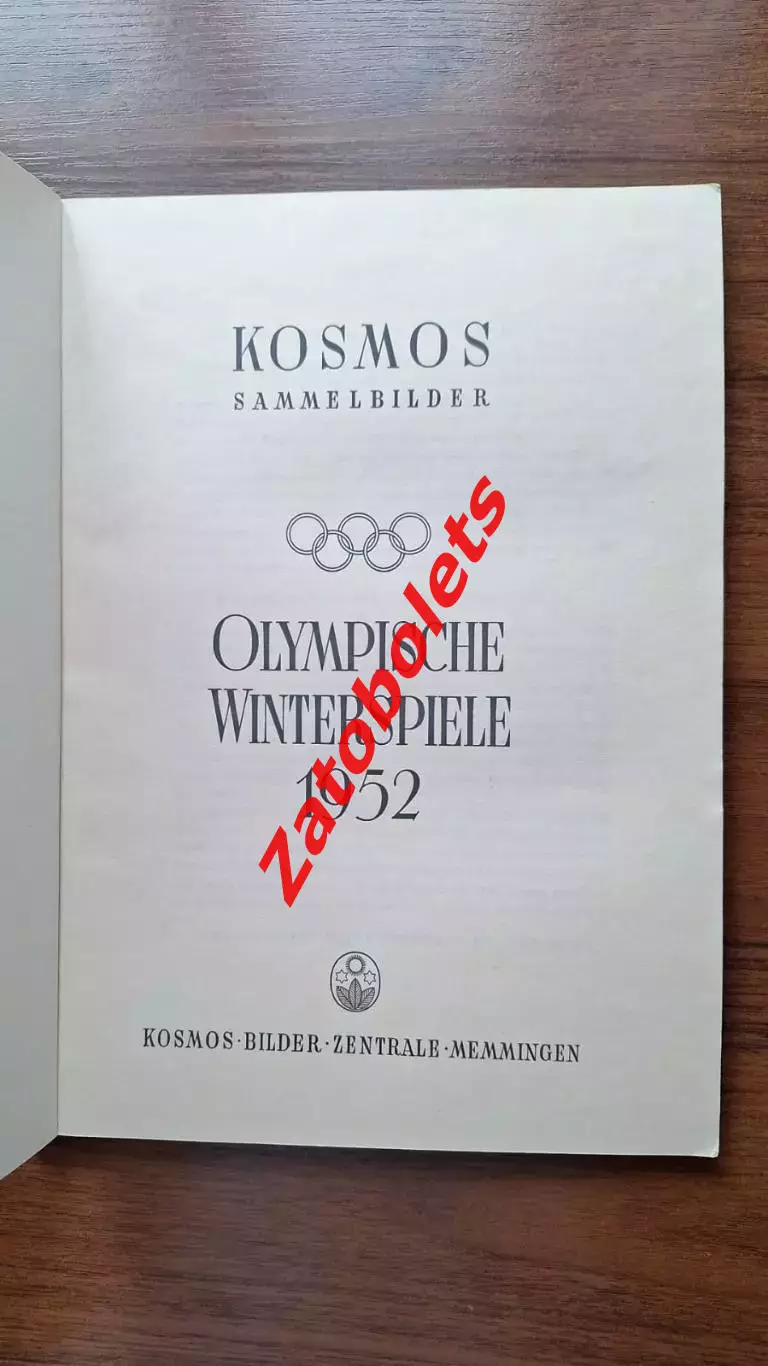 KOSMOS
SAMMELBILDER
OLYMPISCHE
WINTERSPIELE
1952
Zatobolets
KOSMOS·BILDER·ZENTRALE·MEMMINGEN